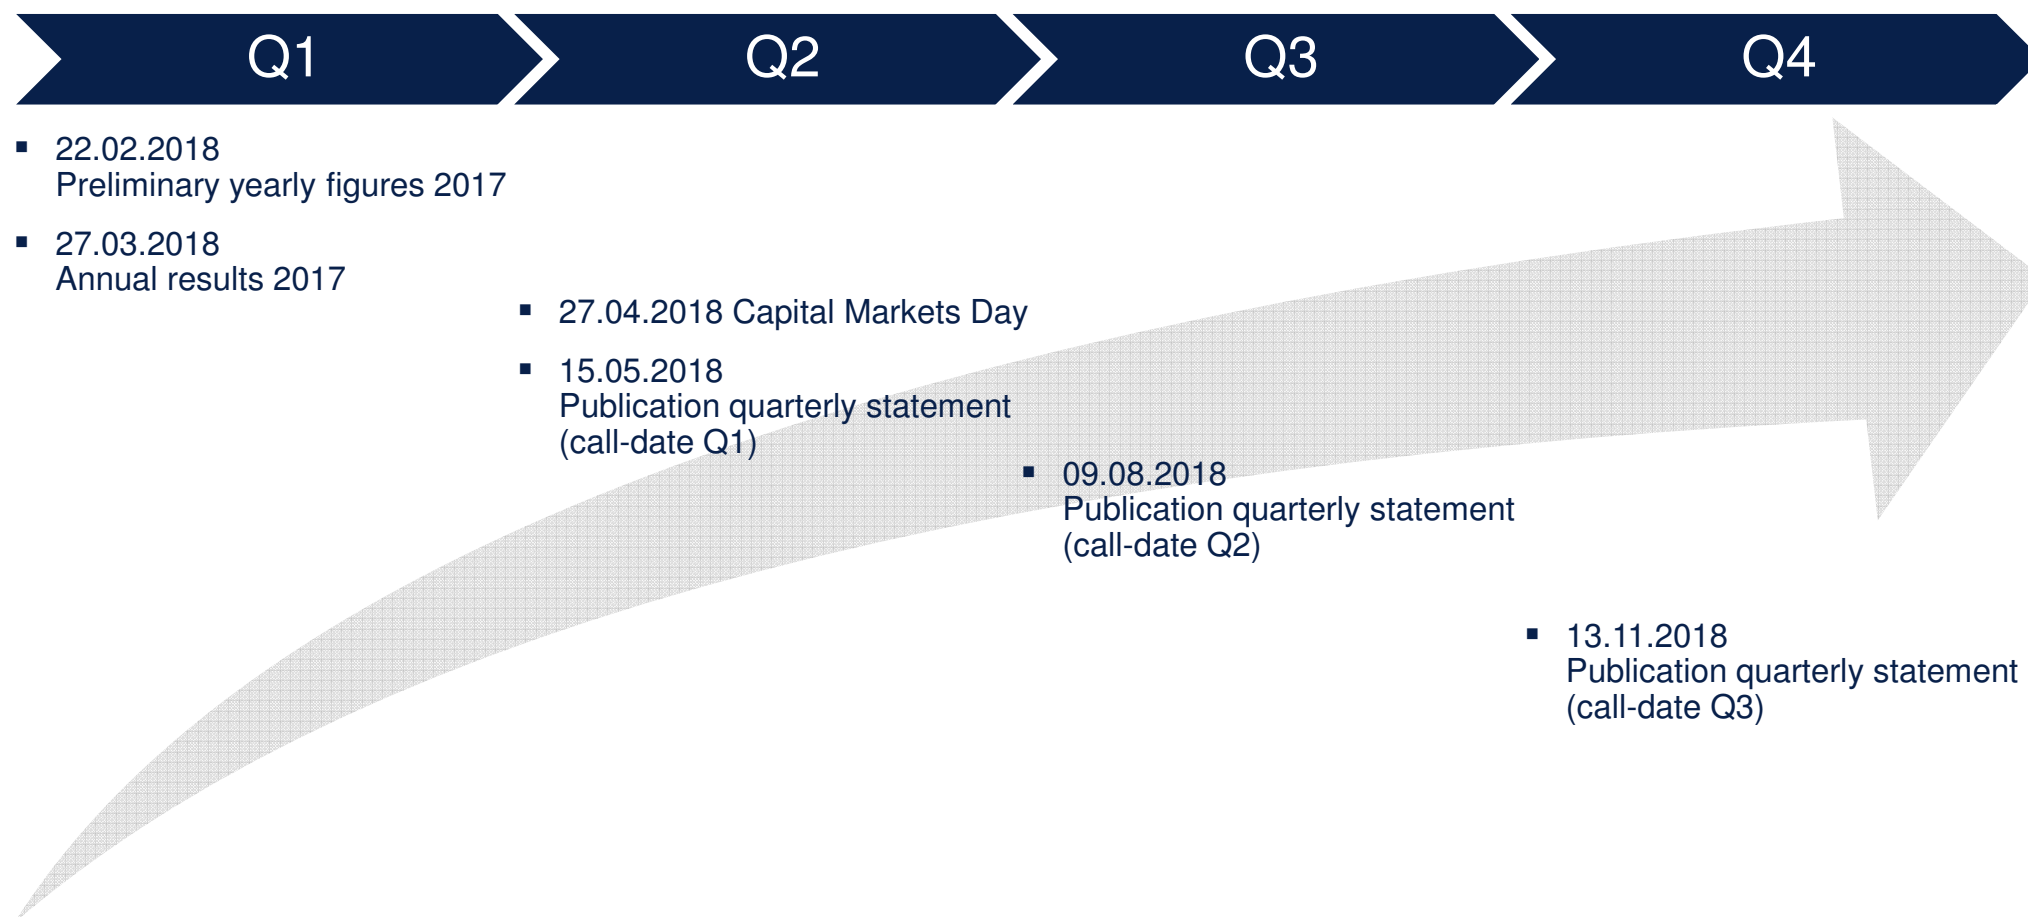 Q1
Q2
Q3
Q4
▪ 22.02.2018
Preliminary yearly figures 2017
▪ 27.03.2018
Annual results 2017
▪ 27.04.2018 Capital Markets Day
▪ 15.05.2018
Publication quarterly statement
(call-date Q1)
▪ 09.08.2018
Publication quarterly statement
(call-date Q2)
▪ 13.11.2018
Publication quarterly statement
(call-date Q3)